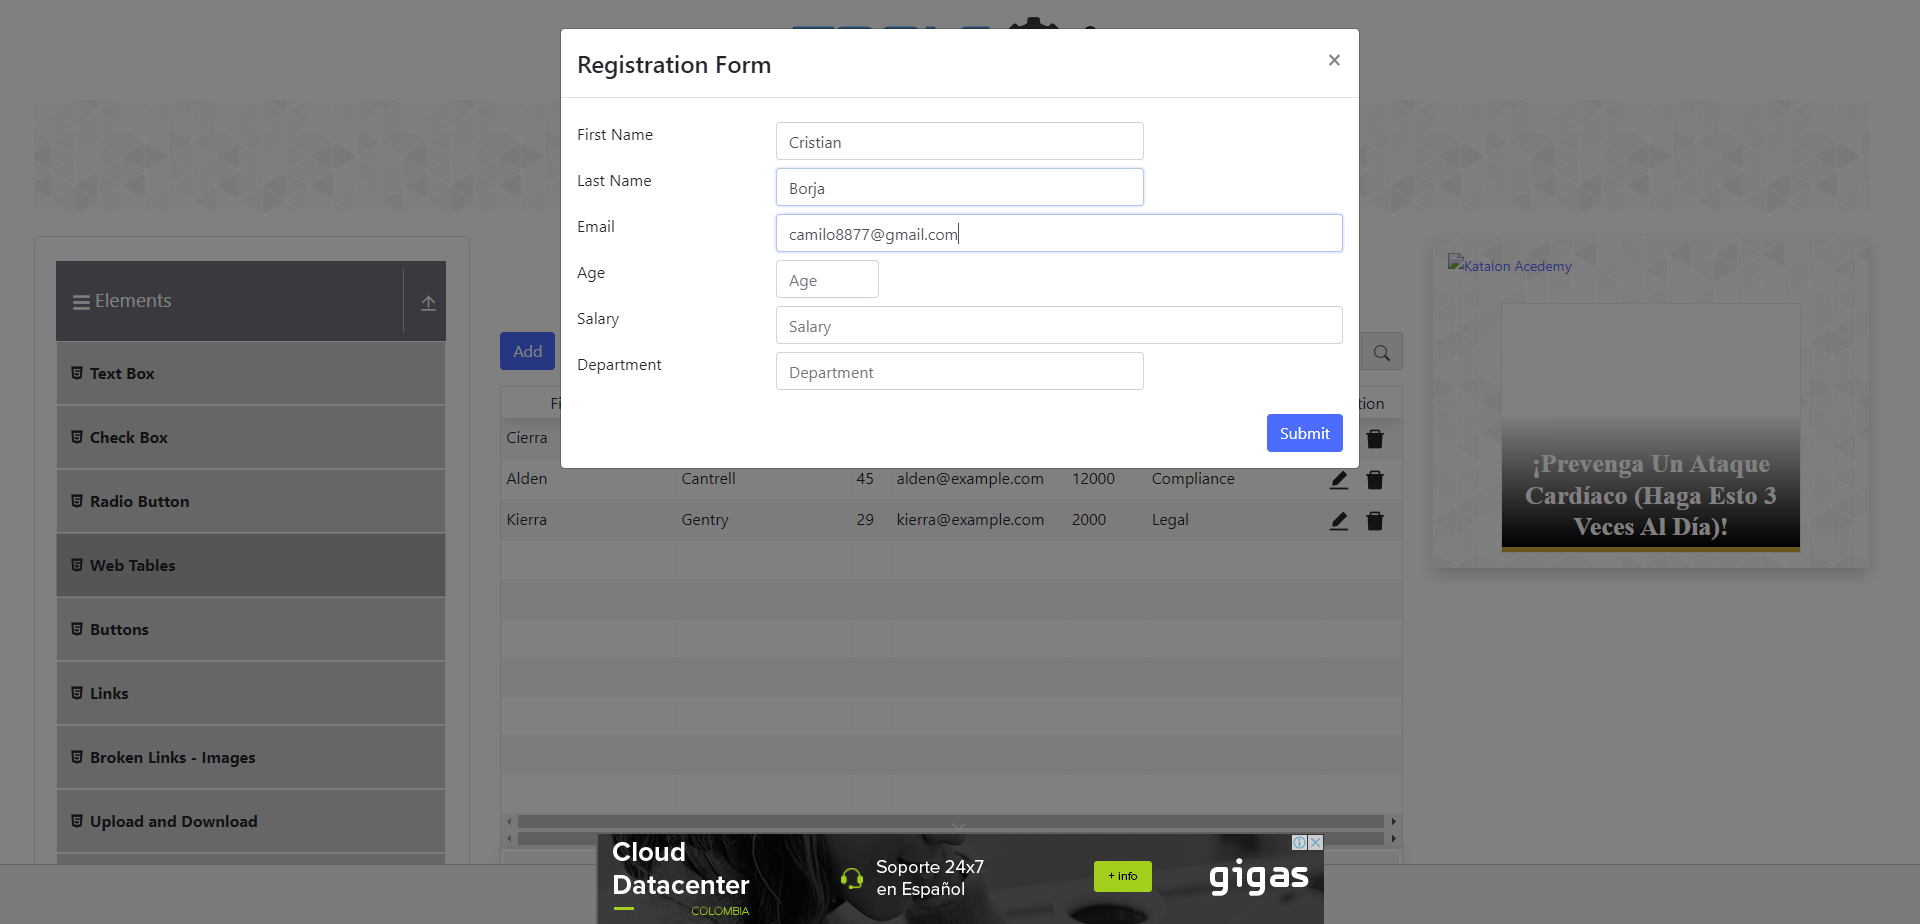 Registration Form
×
First Name
Cristian
Last Name
Borja
Email
camilo8877@gmail.com
Age
Age
Salary
Salary
Department
Department
Submit
Elements
Text Box
Check Box
Radio Button
Web Tables
Buttons
Links
Broken Links - Images
Upload and Download
Add
Cierra
Alden Cantrell 45 alden@example.com 12000 Compliance
Kierra Gentry 29 kierra@example.com 2000 Legal
Katalon Acedemy
¡Prevenga Un Ataque
Cardíaco (Haga Esto 3
Veces Al Día)!
Cloud
Datacenter
COLOMBIA
Soporte 24x7
en Español
+ info
gigas